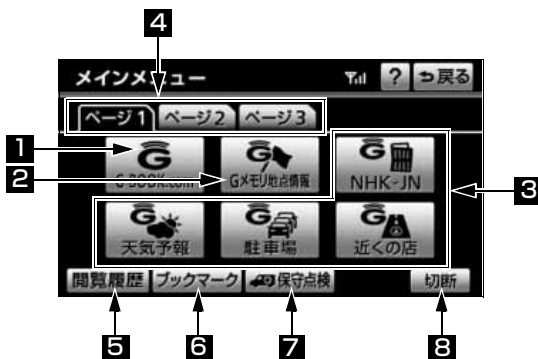 4
メインメニュー ? 戻る
ページ1 ページ2 ページ3
1
2
3
G G G
G-BOOK.com Gメモリ地点情報 NHK-JN
G G G
天気予報 駐車場 近くの店
閲覧履歴 ブックマーク 保守点検 切断
5 6 7 8